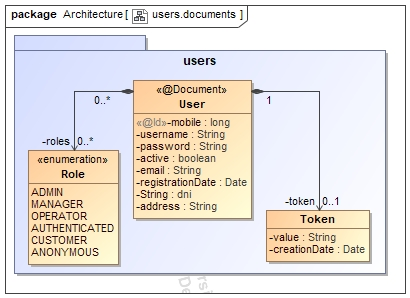 package Architecture[ users.documents ]
users
«@Document»
User
«@Id»-mobile : long
-username : String
-password : String
-active : boolean
-email : String
-registrationDate : Date
-String : dni
-address : String
0..*
1
-roles 0..*
«enumeration»
Role
ADMIN
MANAGER
OPERATOR
AUTHENTICATED
CUSTOMER
ANONYMOUS
-token 0..1
Token
-value : String
-creationDate : Date